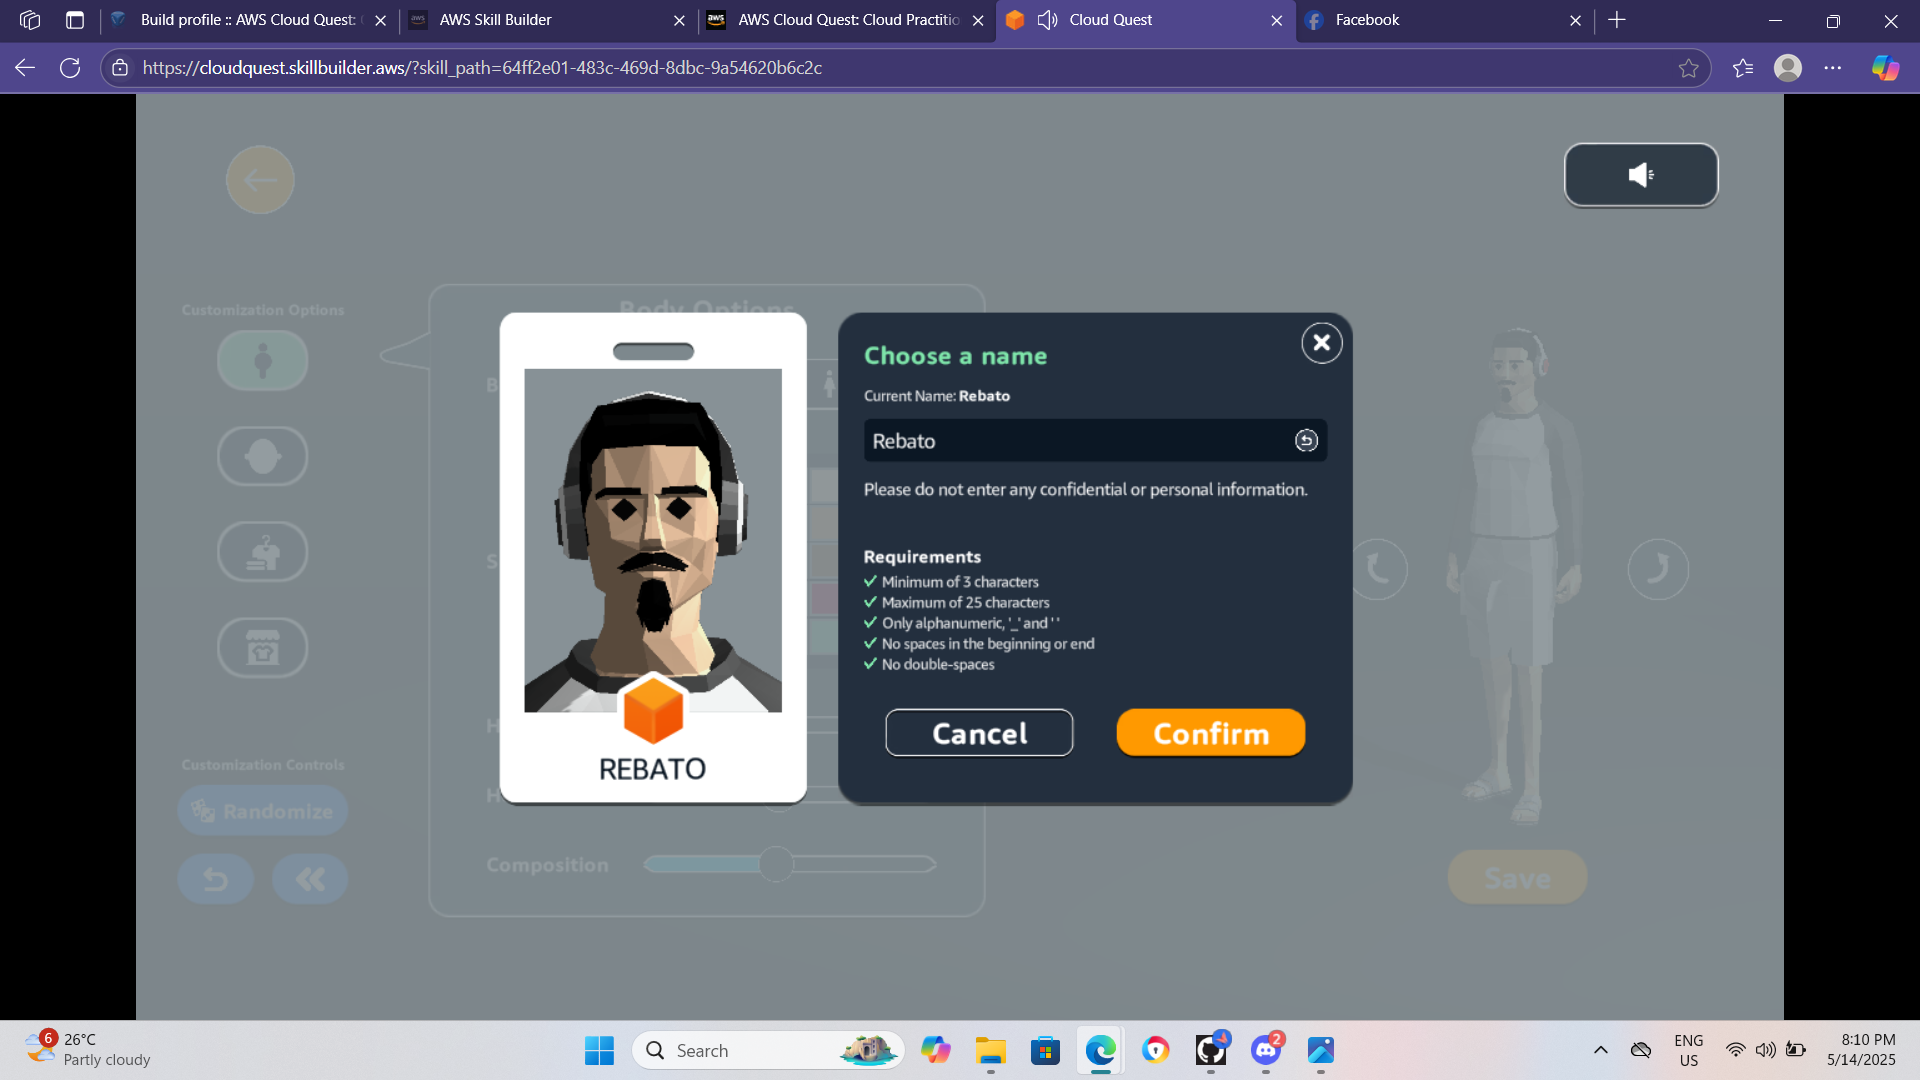 Build profile :: AWS Cloud Quest:
AWS Skill Builder
AWS Cloud Quest: Cloud Practitio
Cloud Quest
Facebook
https://cloudquest.skillbuilder.aws/?skill_path=64ff2e01-483c-469d-8dbc-9a54620b6c2c
Customization Options
Body Options
Choose a name
Current Name: Rebato
Rebato
Please do not enter any confidential or personal information.
Requirements
Minimum of 3 characters
Maximum of 25 characters
Only alphanumeric, '_' and ' '
No spaces in the beginning or end
No double-spaces
Cancel
Confirm
REBATO
Customization Controls
Randomize
Composition
Save
6
26°C
Partly cloudy
Search
2
ENG
US
8:10 PM
5/14/2025